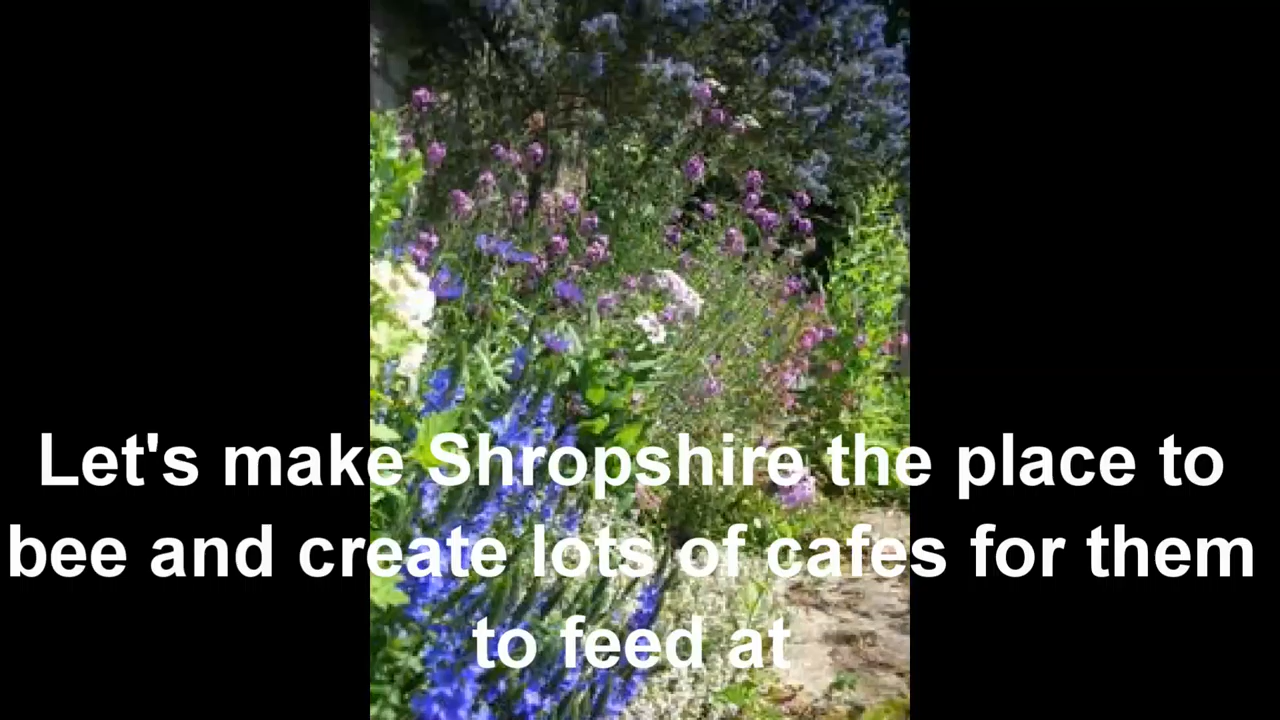 Let's make Shropshire the place to
bee and create lots of cafes for them
to feed at